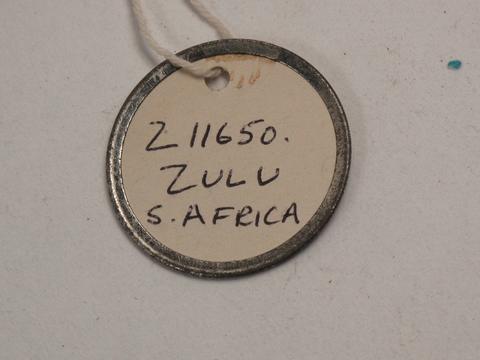 Z 11650.
ZULU
S. AFRICA